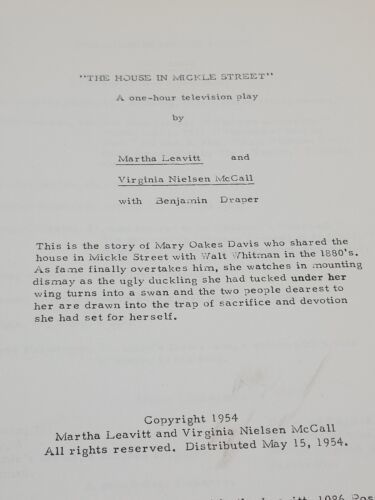 "THE HOUSE IN MICKLE STREET"
A one-hour television play
by
Martha Leavitt and
Virginia Nielsen McCall
with Benjamin Draper
This is the story of Mary Oakes Davis who shared the
house in Mickle Street with Walt Whitman in the 1880's.
As fame finally overtakes him, she watches in mounting
dismay as the ugly duckling she had tucked under her
wing turns into a swan and the two people dearest to
her are drawn into the trap of sacrifice and devotion
she had set for herself.
Copyright 1954
Martha Leavitt and Virginia Nielsen McCall
All rights reserved. Distributed May 15, 1954.